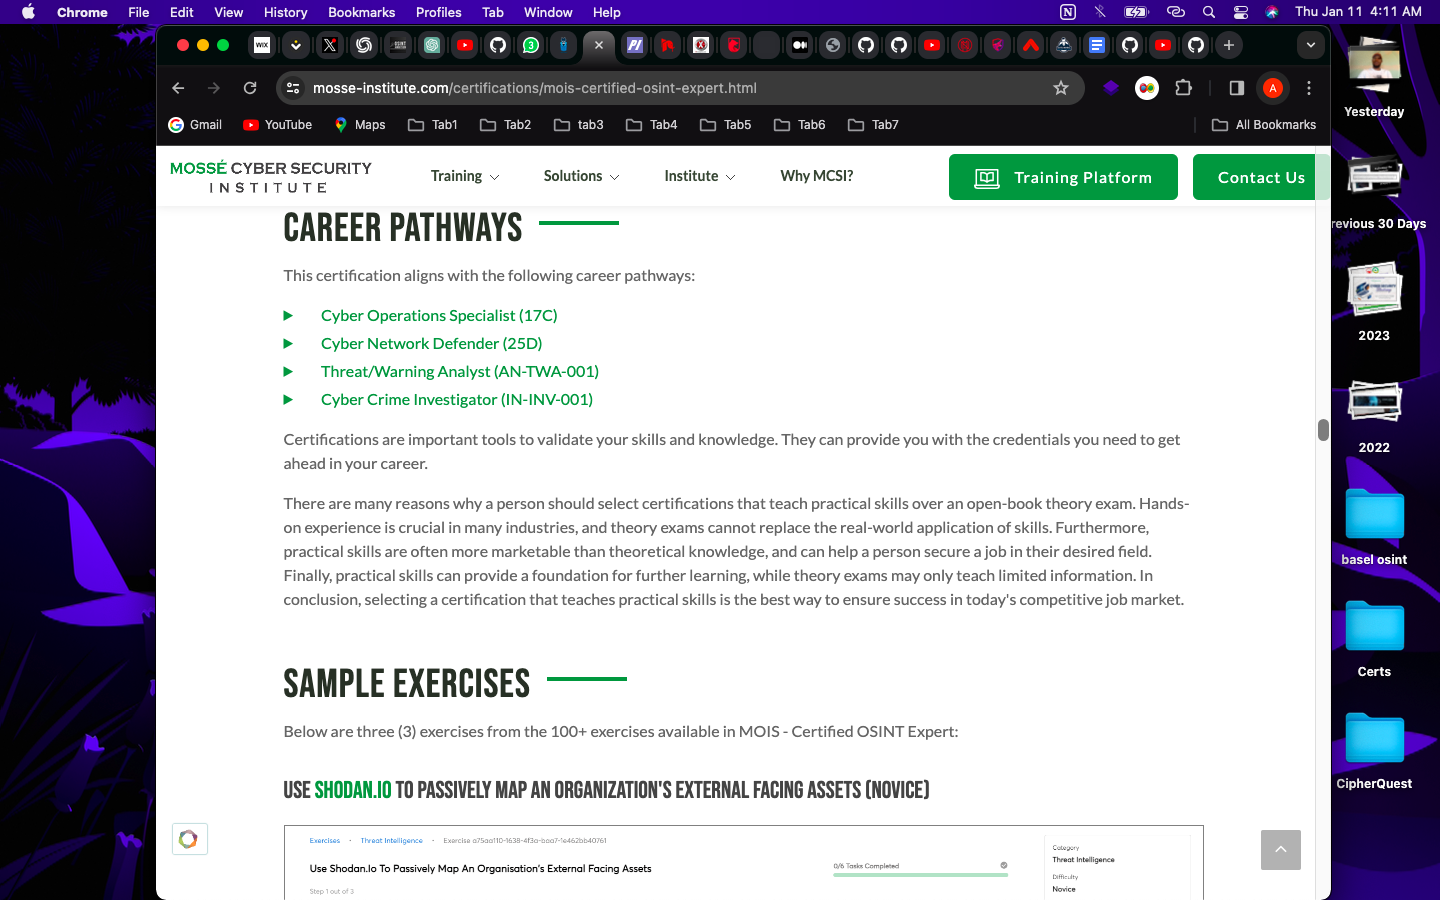 Chrome File Edit View History Bookmarks Profiles Tab Window Help Thu Jan 11 4:11 AM
mosse-institute.com/certifications/mois-certified-osint-expert.html
Gmail YouTube Maps Tab1 Tab2 tab3 Tab4 Tab5 Tab6 Tab7 All Bookmarks
MOSSÉ CYBER SECURITY
INSTITUTE
Training Solutions Institute Why MCSI? Training Platform Contact Us
CAREER PATHWAYS
This certification aligns with the following career pathways:
Cyber Operations Specialist (17C)
Cyber Network Defender (25D)
Threat/Warning Analyst (AN-TWA-001)
Cyber Crime Investigator (IN-INV-001)
Certifications are important tools to validate your skills and knowledge. They can provide you with the credentials you need to get
ahead in your career.
There are many reasons why a person should select certifications that teach practical skills over an open-book theory exam. Hands-
on experience is crucial in many industries, and theory exams cannot replace the real-world application of skills. Furthermore,
practical skills are often more marketable than theoretical knowledge, and can help a person secure a job in their desired field.
Finally, practical skills can provide a foundation for further learning, while theory exams may only teach limited information. In
conclusion, selecting a certification that teaches practical skills is the best way to ensure success in today's competitive job market.
SAMPLE EXERCISES
Below are three (3) exercises from the 100+ exercises available in MOIS - Certified OSINT Expert:
USE SHODAN.IO TO PASSIVELY MAP AN ORGANIZATION'S EXTERNAL FACING ASSETS (NOVICE)
Exercises - Threat Intelligence - Exercise a75aa110-1638-4f3a-baa7-1e462bb40761
Use Shodan.Io To Passively Map An Organisation's External Facing Assets
Step 1 out of 3
0/6 Tasks Completed
Category
Threat Intelligence
Difficulty
Novice
Yesterday
revious 30 Days
2023
2022
basel osint
Certs
CipherQuest